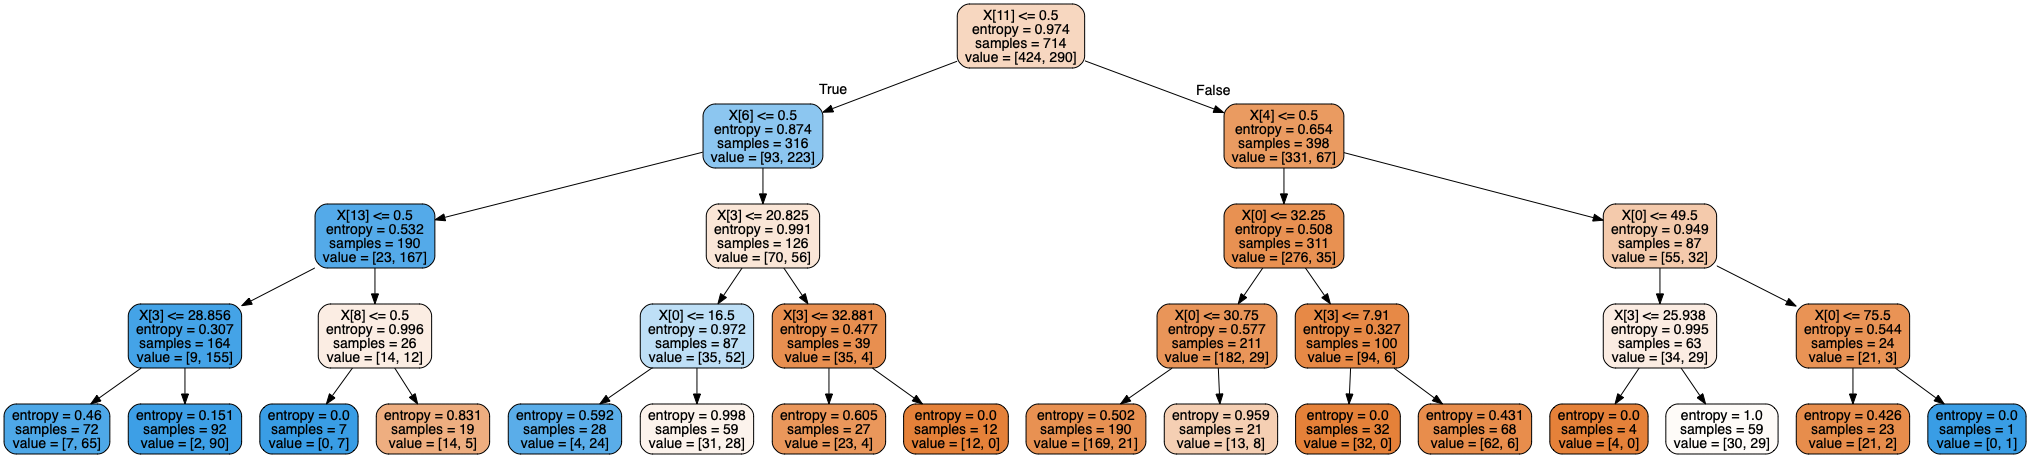 X[11] <= 0.5
entropy = 0.974
samples = 714
value = [424, 290]
True
False
X[6] <= 0.5
entropy = 0.874
samples = 316
value = [93, 223]
X[4] <= 0.5
entropy = 0.654
samples = 398
value = [331, 67]
X[13] <= 0.5
entropy = 0.532
samples = 190
value = [23, 167]
X[3] <= 20.825
entropy = 0.991
samples = 126
value = [70, 56]
X[0] <= 32.25
entropy = 0.508
samples = 311
value = [276, 35]
X[0] <= 49.5
entropy = 0.949
samples = 87
value = [55, 32]
X[3] <= 28.856
entropy = 0.307
samples = 164
value = [9, 155]
X[8] <= 0.5
entropy = 0.996
samples = 26
value = [14, 12]
X[0] <= 16.5
entropy = 0.972
samples = 87
value = [35, 52]
X[3] <= 32.881
entropy = 0.477
samples = 39
value = [35, 4]
X[0] <= 30.75
entropy = 0.577
samples = 211
value = [182, 29]
X[3] <= 7.91
entropy = 0.327
samples = 100
value = [94, 6]
X[3] <= 25.938
entropy = 0.995
samples = 63
value = [34, 29]
X[0] <= 75.5
entropy = 0.544
samples = 24
value = [21, 3]
entropy = 0.46
samples = 72
value = [7, 65]
entropy = 0.151
samples = 92
value = [2, 90]
entropy = 0.0
samples = 7
value = [0, 7]
entropy = 0.831
samples = 19
value = [14, 5]
entropy = 0.592
samples = 28
value = [4, 24]
entropy = 0.998
samples = 59
value = [31, 28]
entropy = 0.605
samples = 27
value = [23, 4]
entropy = 0.0
samples = 12
value = [12, 0]
entropy = 0.502
samples = 190
value = [169, 21]
entropy = 0.959
samples = 21
value = [13, 8]
entropy = 0.0
samples = 32
value = [32, 0]
entropy = 0.431
samples = 68
value = [62, 6]
entropy = 0.0
samples = 4
value = [4, 0]
entropy = 1.0
samples = 59
value = [30, 29]
entropy = 0.426
samples = 23
value = [21, 2]
entropy = 0.0
samples = 1
value = [0, 1]